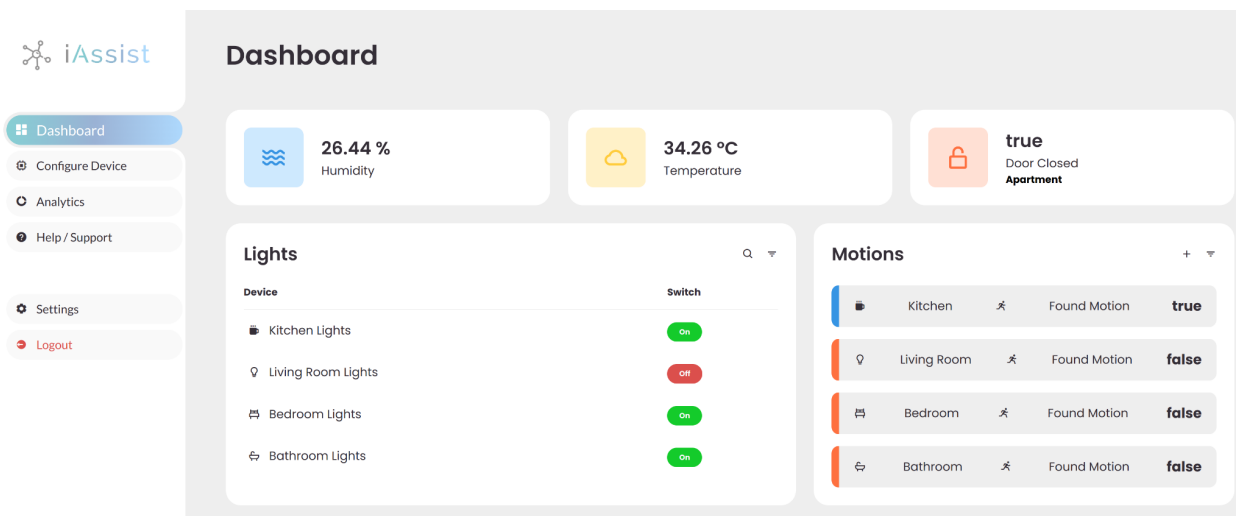 iAssist
Dashboard
Dashboard
Configure Device
Analytics
Help / Support
Settings
Logout
26.44 %
Humidity
34.26 °C
Temperature
true
Door Closed
Apartment
Lights
Device Switch
Kitchen Lights On
Living Room Lights Off
Bedroom Lights On
Bathroom Lights On
Motions
Kitchen Found Motion true
Living Room Found Motion false
Bedroom Found Motion false
Bathroom Found Motion false